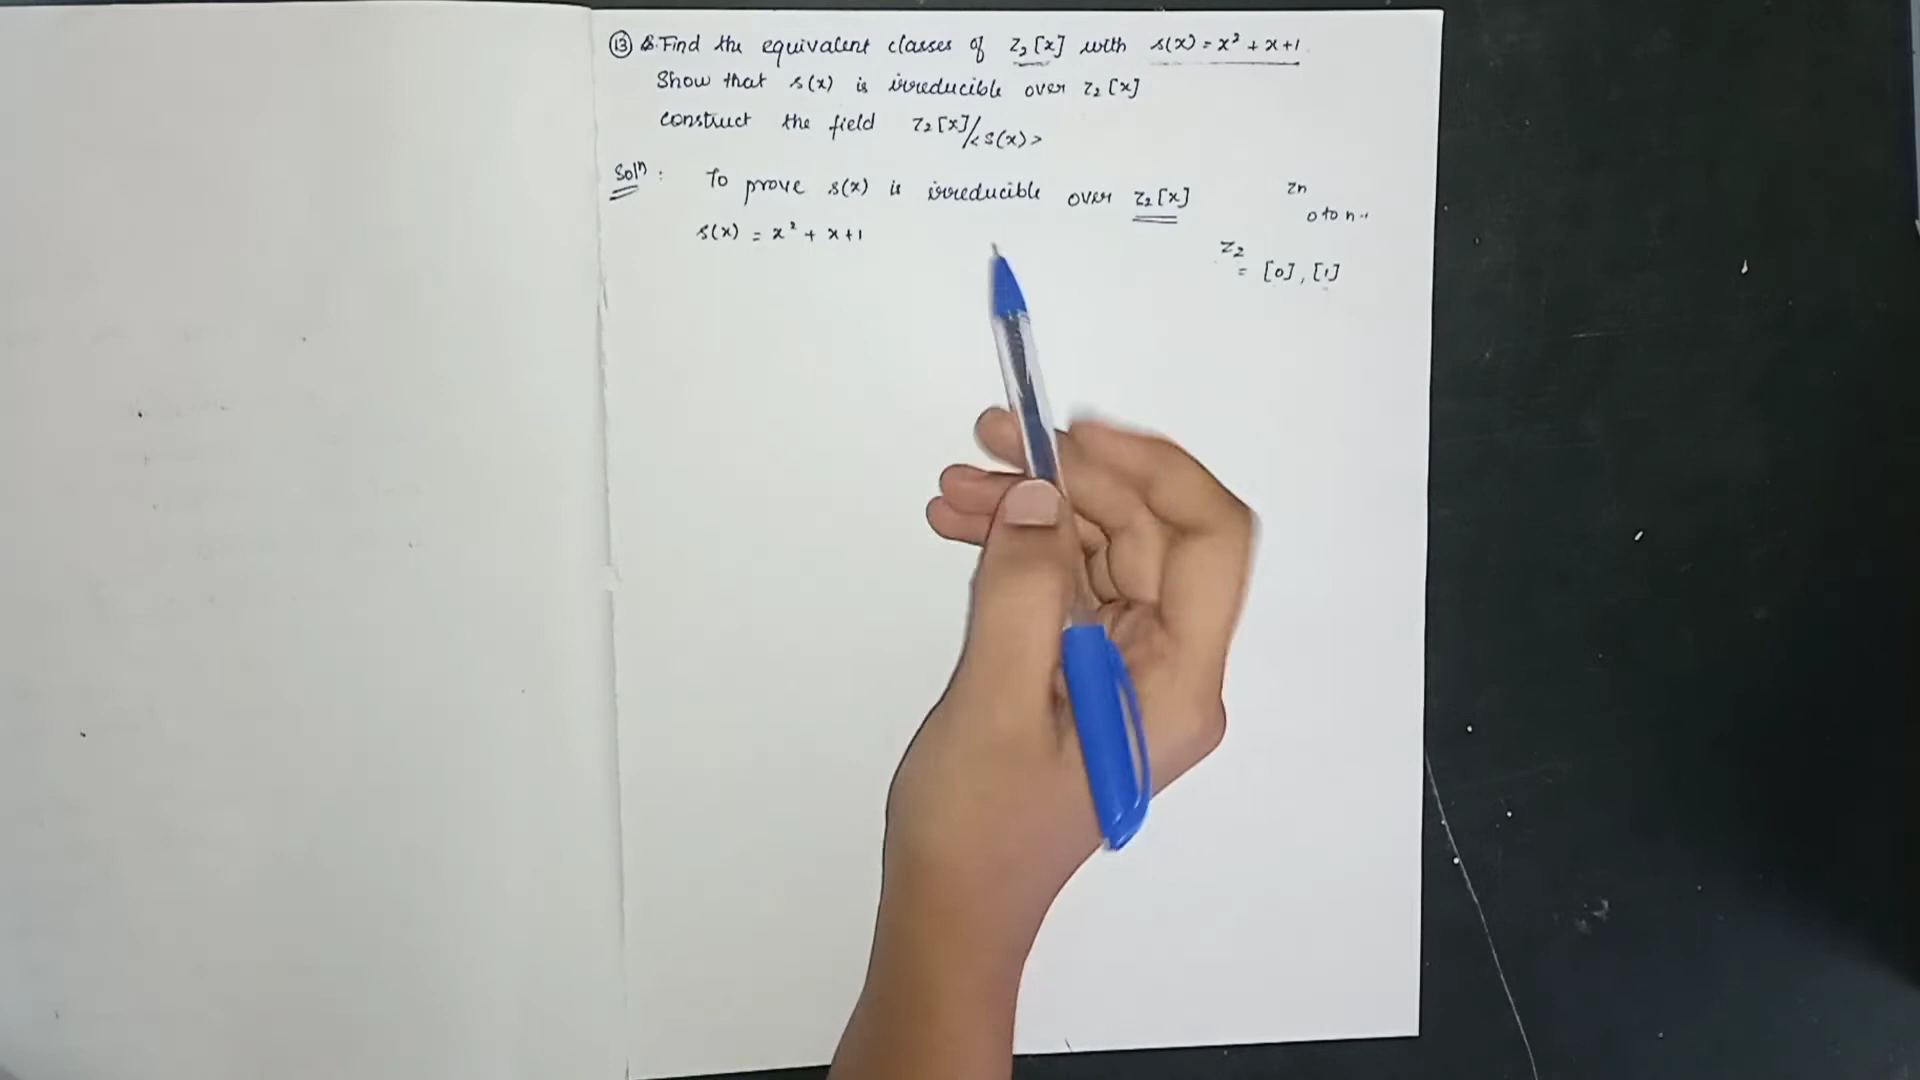 13 Find the equivalent classes of Z₂[x] with s(x) = x² + x + 1
Show that s(x) is irreducible over Z₂[x]
construct the field Z₂[x]/<s(x)>
Soln : To prove s(x) is irreducible over Z₂[x]
s(x) = x² + x + 1
Zn
0 to n-1
Z₂
= [0], [1]